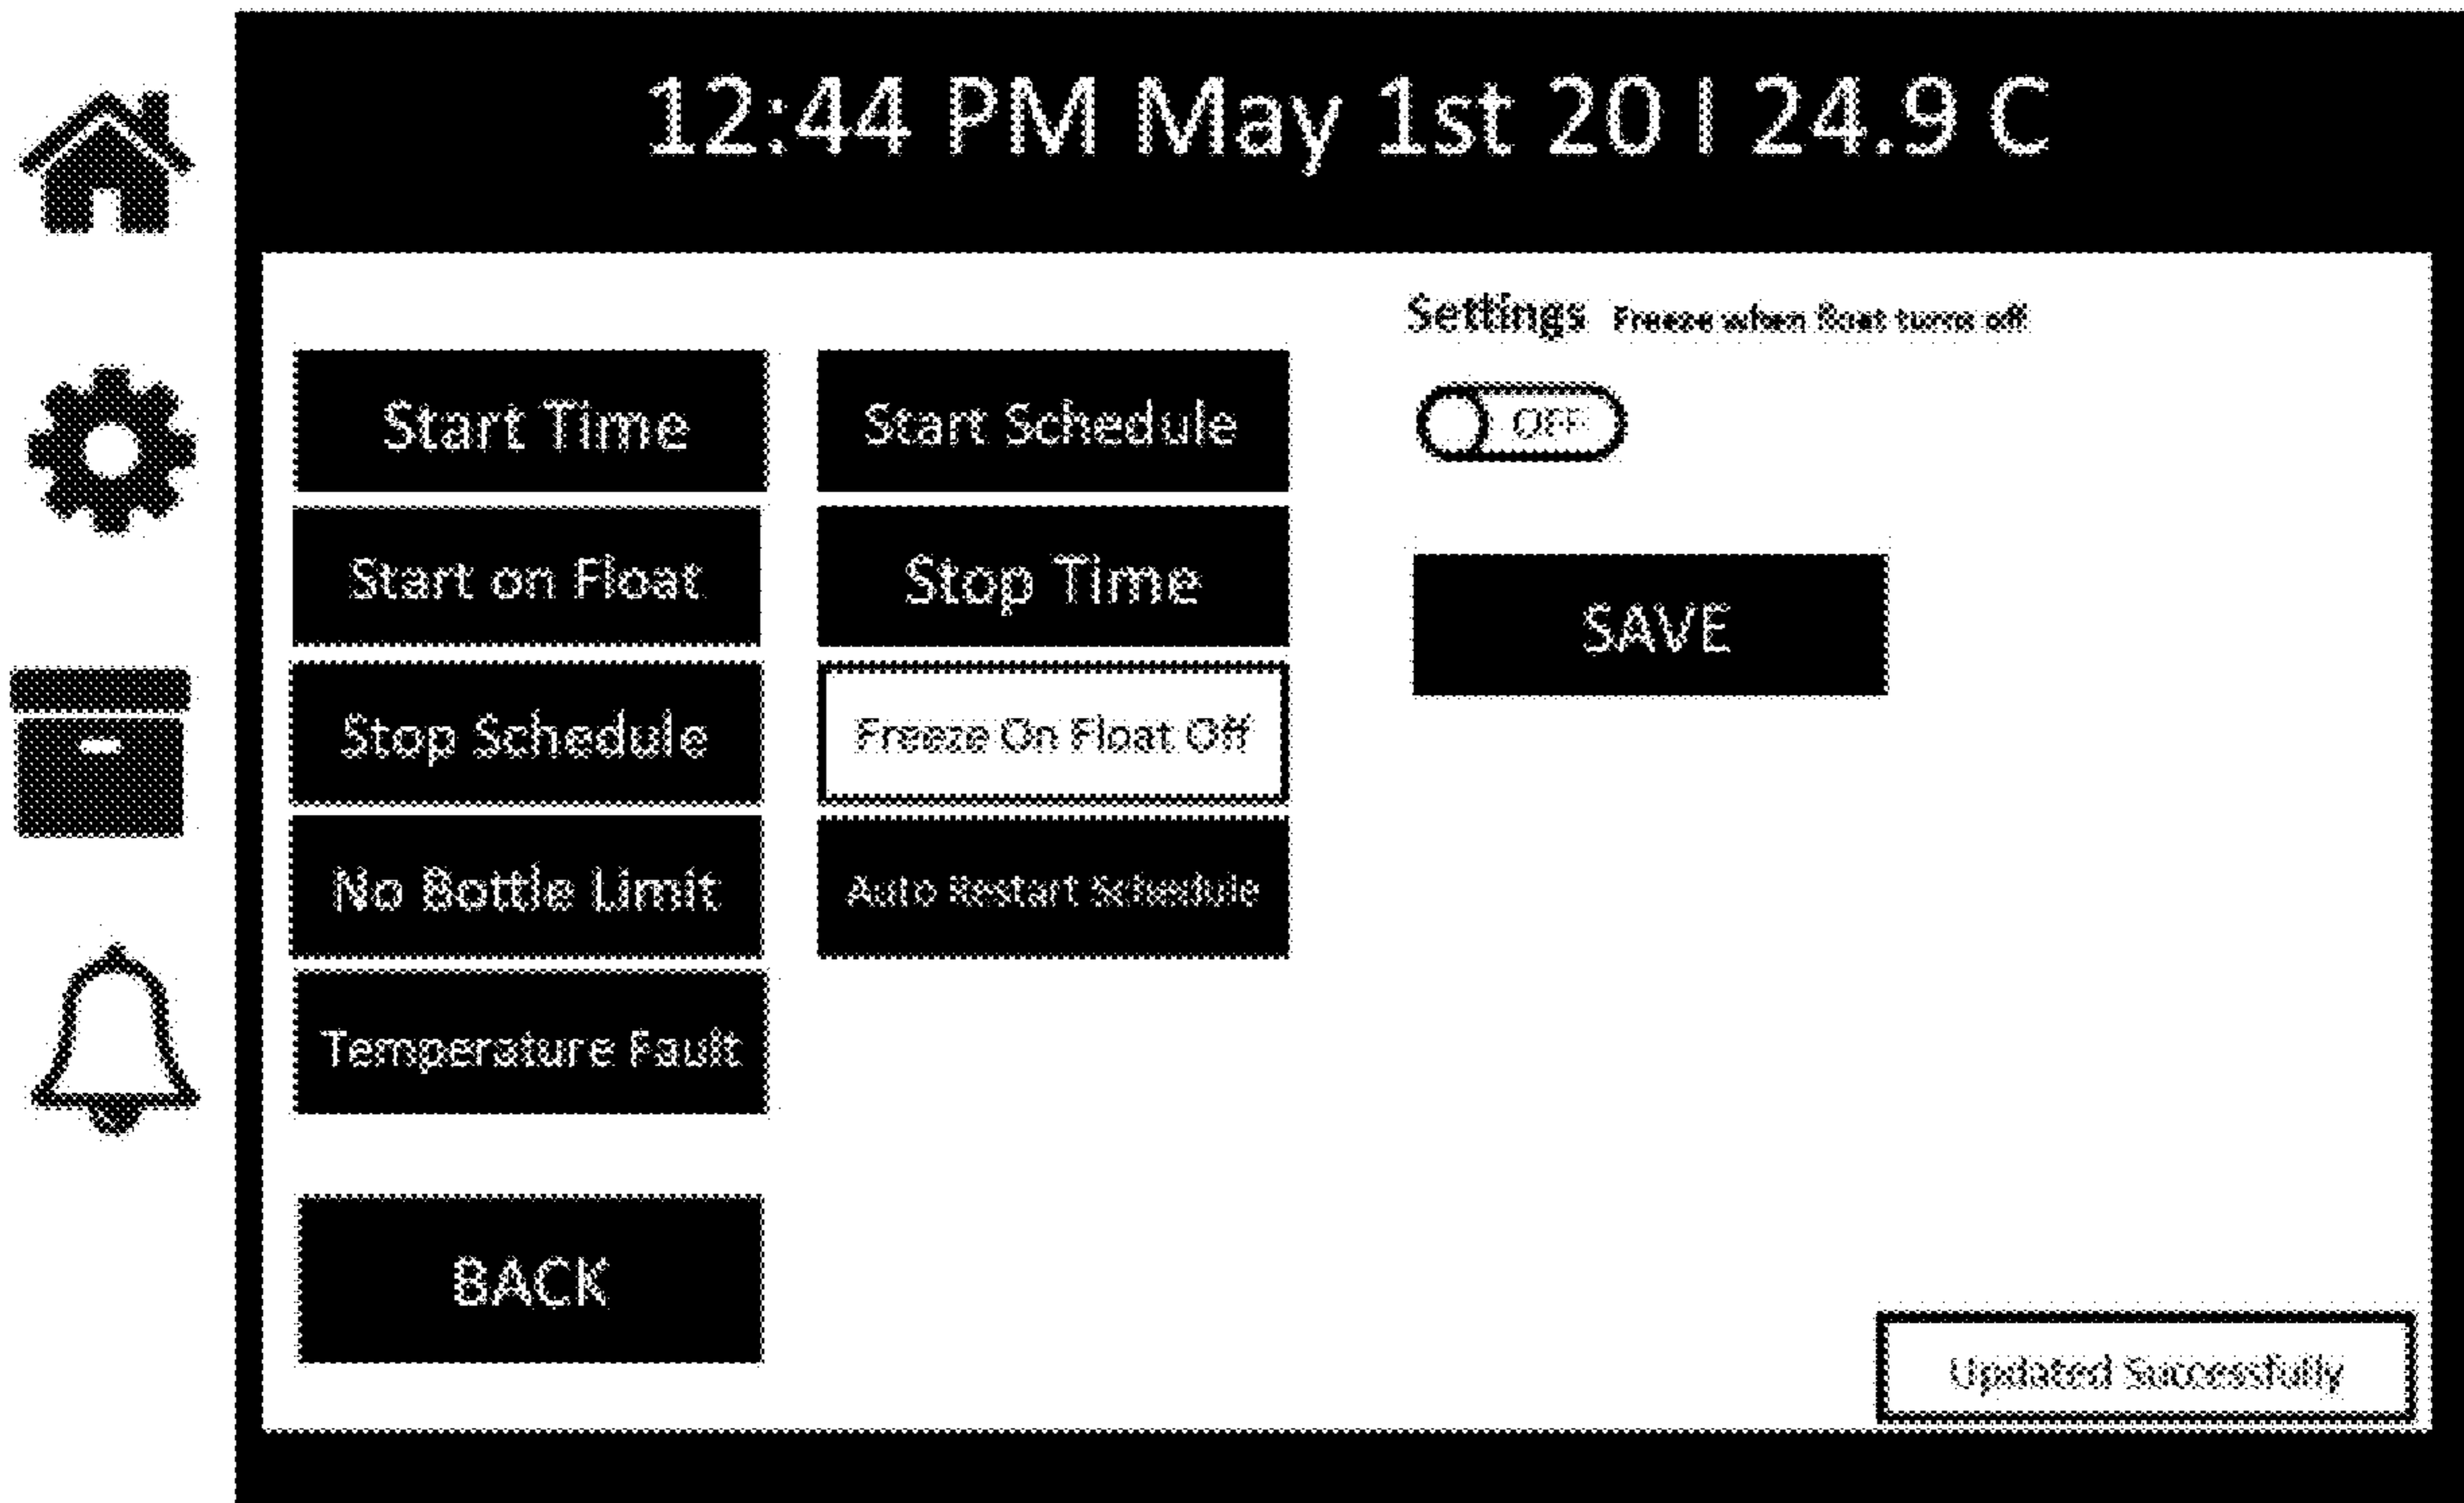 12:44 PM May 1st 20 | 24.9 C
Settings Freeze when float turns off
Start Time
Start Schedule
OFF
Start on Float
Stop Time
SAVE
Stop Schedule
Freeze On Float Off
No Bottle Limit
Auto Restart Schedule
Temperature Fault
BACK
Updated Successfully